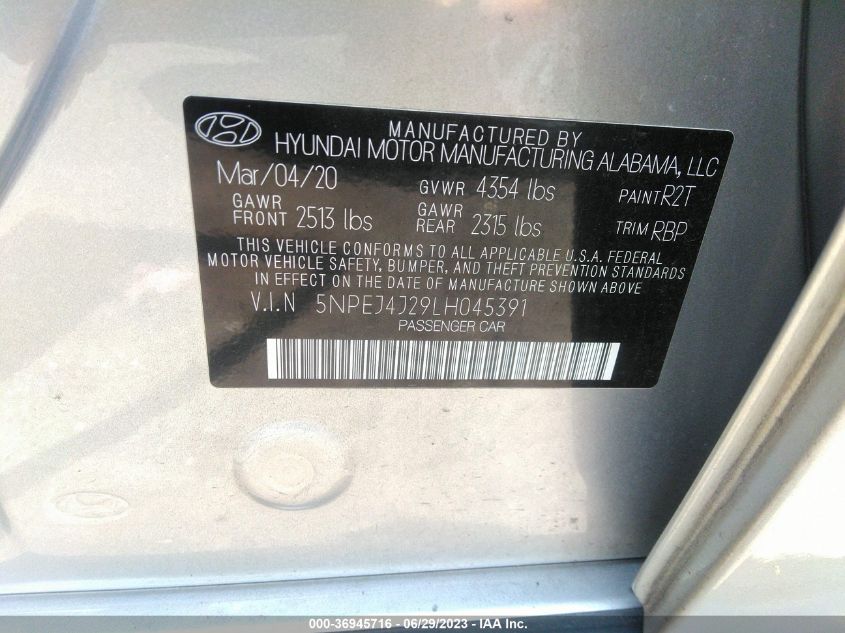 MANUFACTURED BY
HYUNDAI MOTOR MANUFACTURING ALABAMA, LLC
Mar/04/20 GVWR 4354 lbs PAINT R2T
GAWR FRONT 2513 lbs GAWR REAR 2315 lbs TRIM RBP
THIS VEHICLE CONFORMS TO ALL APPLICABLE U.S.A. FEDERAL
MOTOR VEHICLE SAFETY, BUMPER, AND THEFT PREVENTION STANDARDS
IN EFFECT ON THE DATE OF MANUFACTURE SHOWN ABOVE
V.I.N 5NPEJ4J29LH045391
PASSENGER CAR
000-36945716 - 06/29/2023 - IAA Inc.